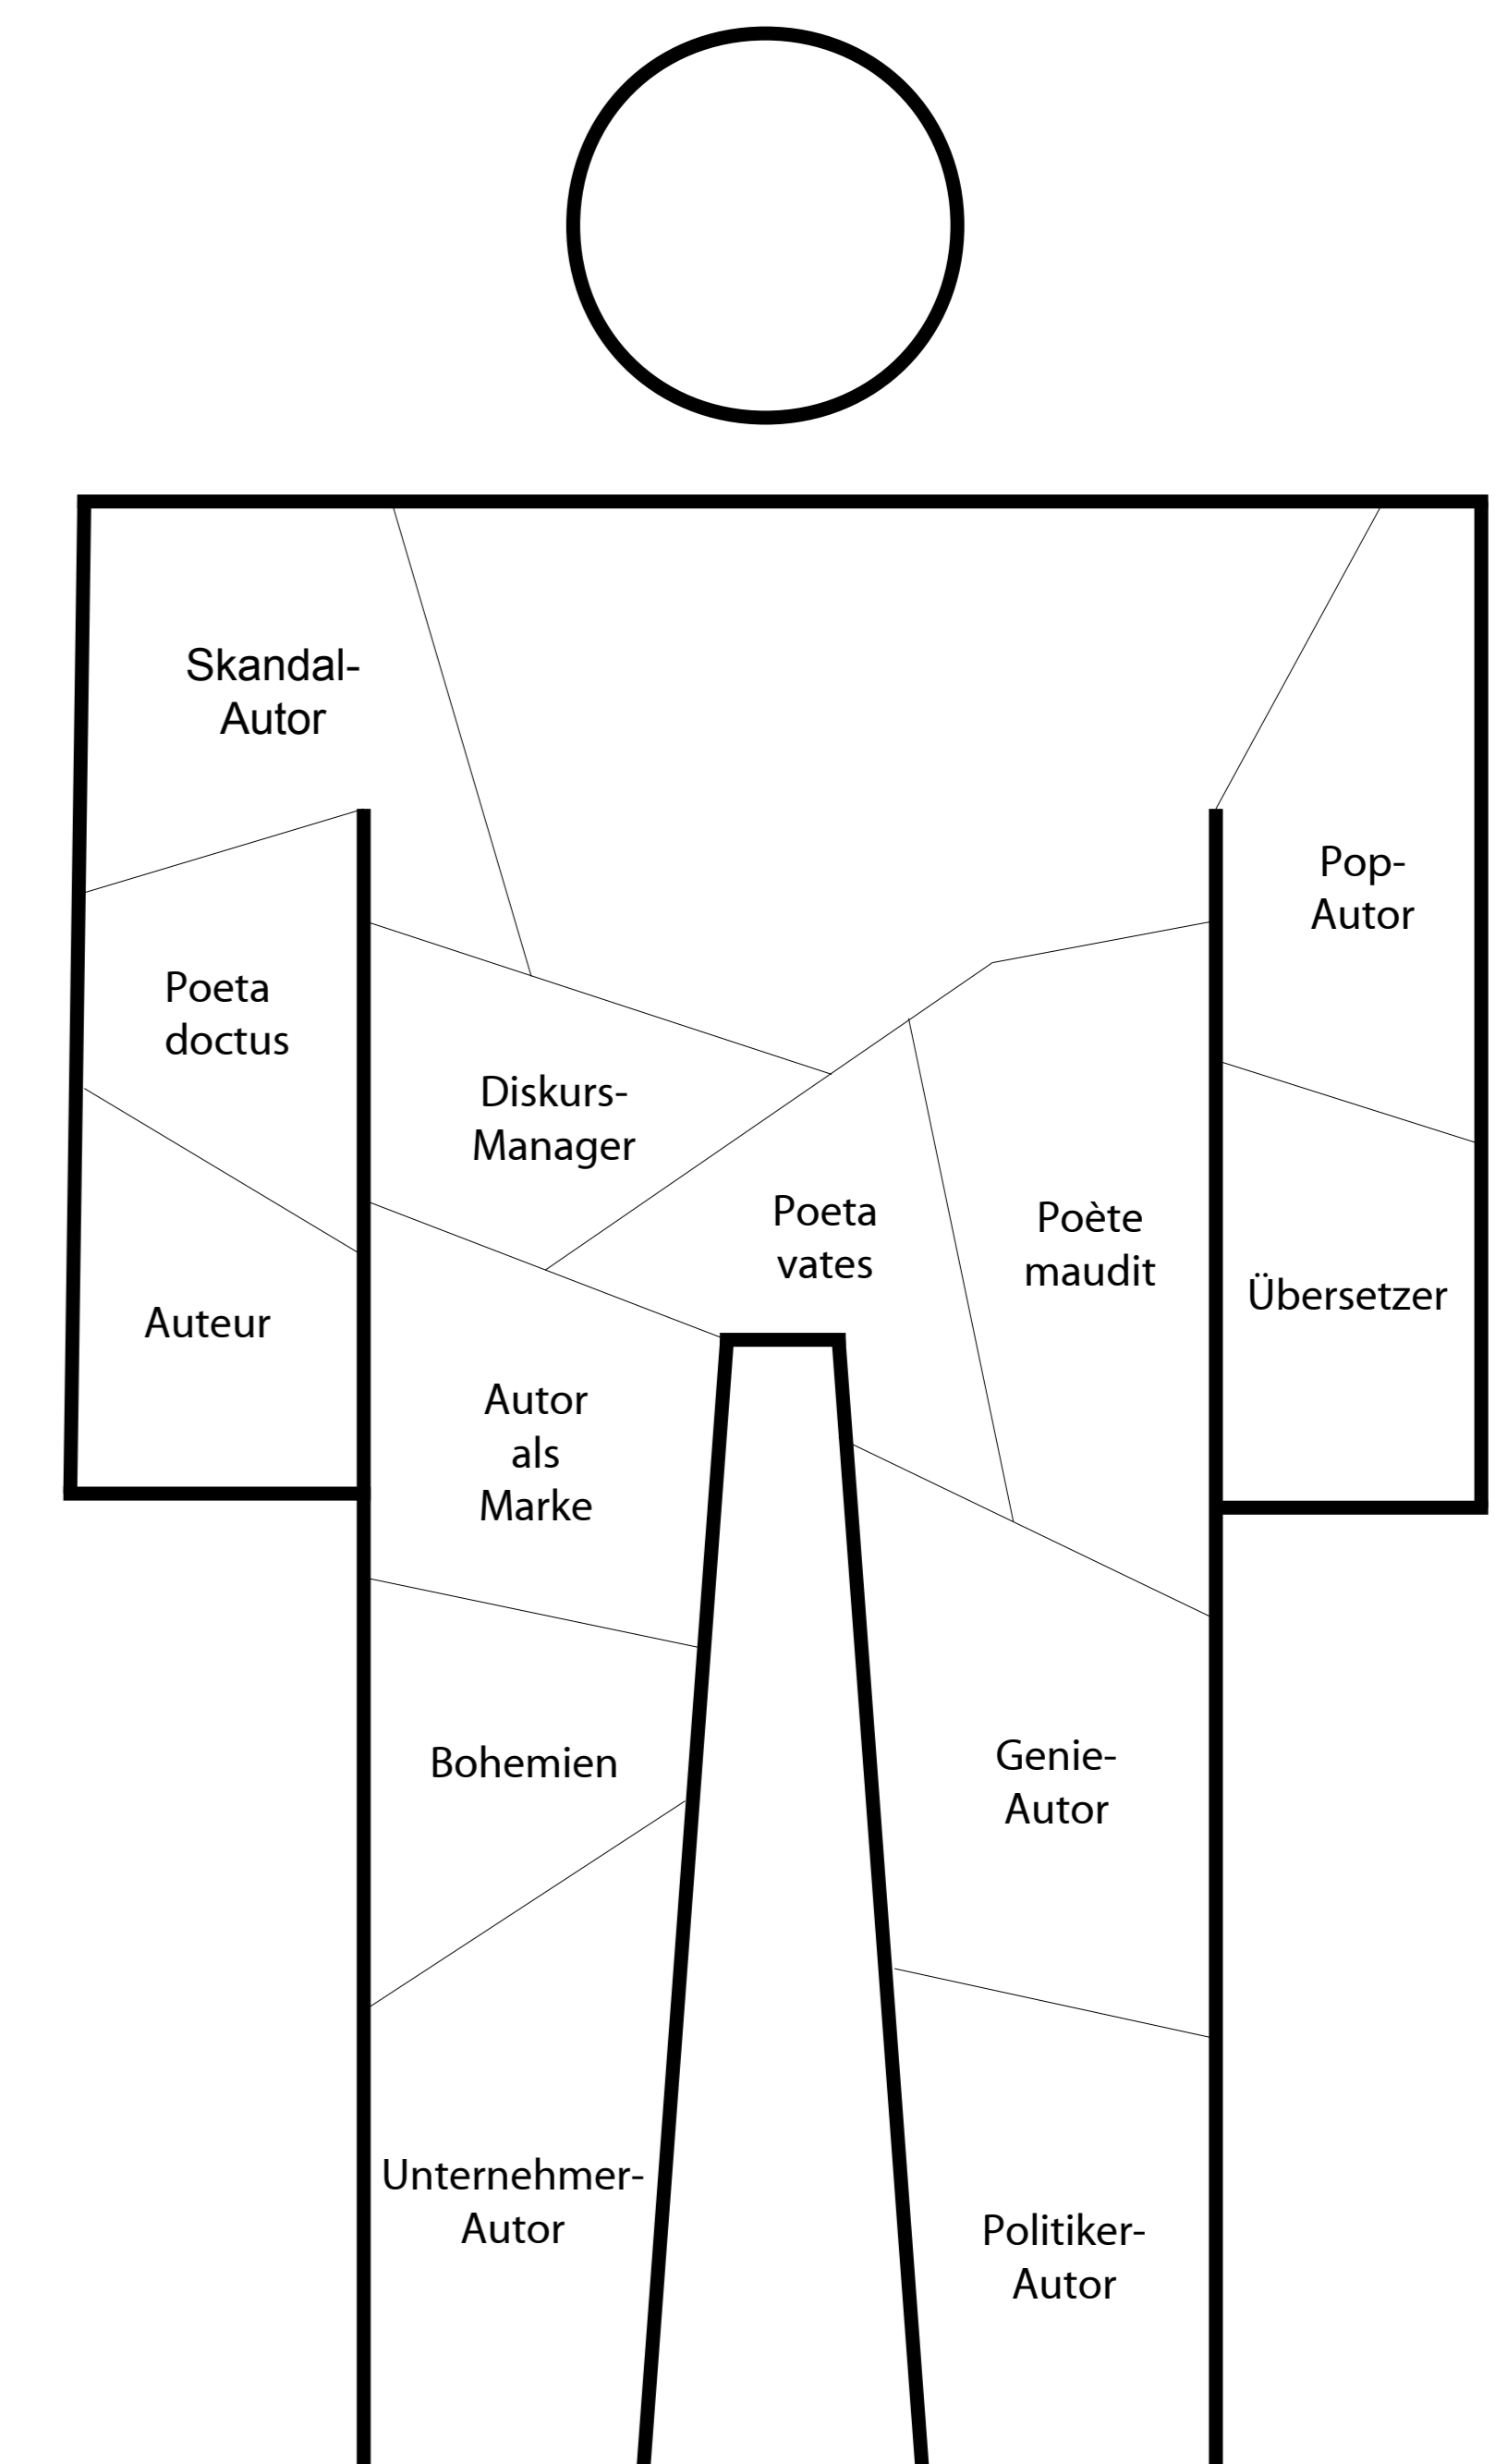 Skandal-
Autor
Pop-
Autor
Poeta
doctus
Diskurs-
Manager
Poeta
vates
Poète
maudit
Übersetzer
Auteur
Autor
als
Marke
Bohemien
Genie-
Autor
Unternehmer-
Autor
Politiker-
Autor